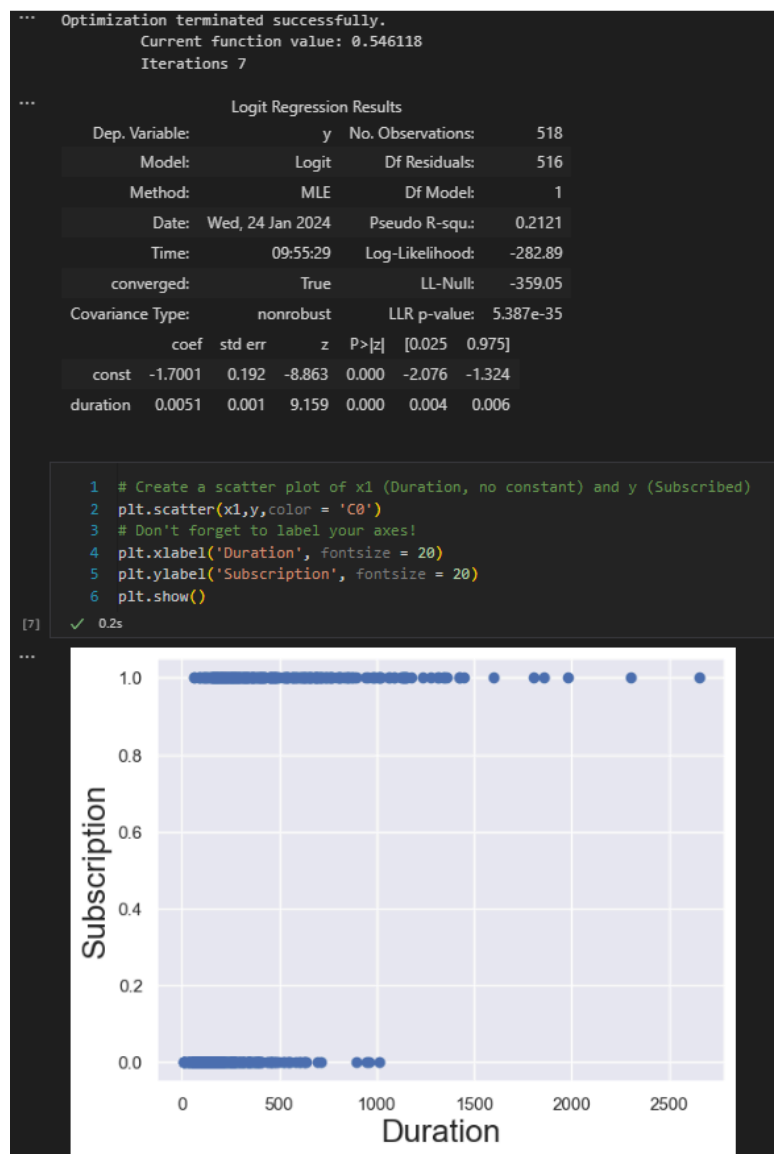 ... Optimization terminated successfully.
Current function value: 0.546118
Iterations 7
...
Logit Regression Results
Dep. Variable: y No. Observations: 518
Model: Logit Df Residuals: 516
Method: MLE Df Model: 1
Date: Wed, 24 Jan 2024 Pseudo R-squ.: 0.2121
Time: 09:55:29 Log-Likelihood: -282.89
converged: True LL-Null: -359.05
Covariance Type: nonrobust LLR p-value: 5.387e-35
coef std err z P>|z| [0.025 0.975]
const -1.7001 0.192 -8.863 0.000 -2.076 -1.324
duration 0.0051 0.001 9.159 0.000 0.004 0.006
1 # Create a scatter plot of x1 (Duration, no constant) and y (Subscribed)
2 plt.scatter(x1,y,color = 'C0')
3 # Don't forget to label your axes!
4 plt.xlabel('Duration', fontsize = 20)
5 plt.ylabel('Subscription', fontsize = 20)
6 plt.show()
[7] ✓ 0.2s
...
1.0
0.8
0.6
0.4
0.2
0.0
Subscription
0 500 1000 1500 2000 2500
Duration